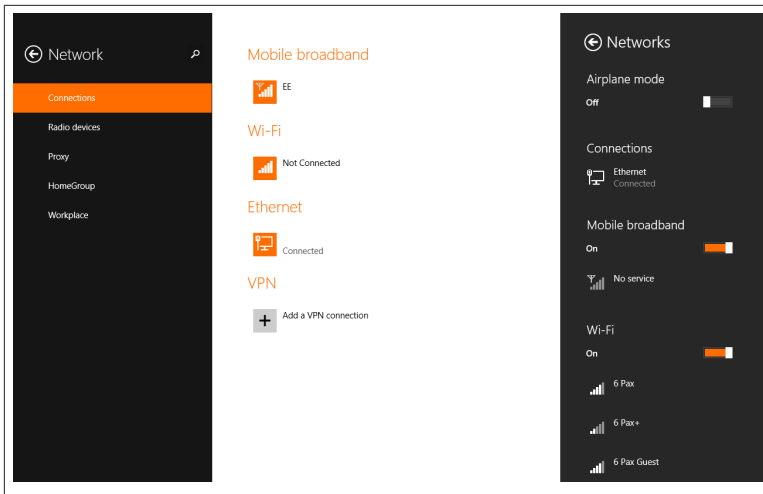 Network
Connections
Radio devices
Proxy
HomeGroup
Workplace
Mobile broadband
EE
Wi-Fi
Not Connected
Ethernet
Connected
VPN
Add a VPN connection
Networks
Airplane mode
Off
Connections
Ethernet
Connected
Mobile broadband
On
No service
Wi-Fi
On
6 Pax
6 Pax+
6 Pax Guest